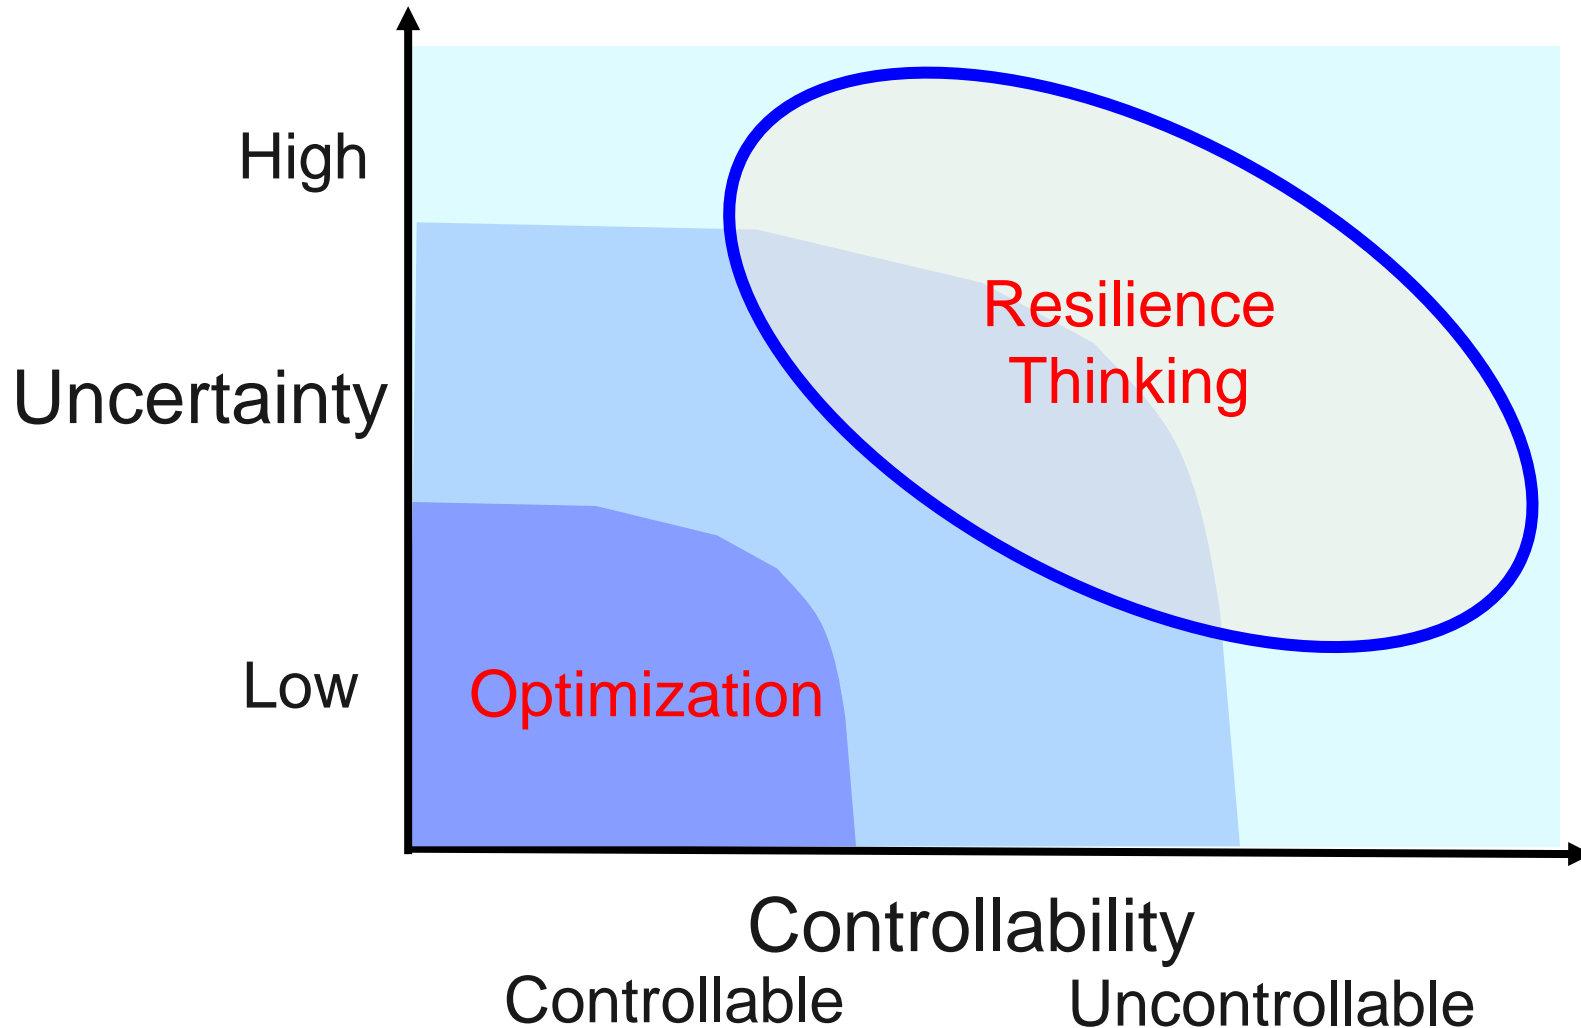 High
Resilience
Thinking
Uncertainty
Low
Optimization
Controllability
Controllable
Uncontrollable